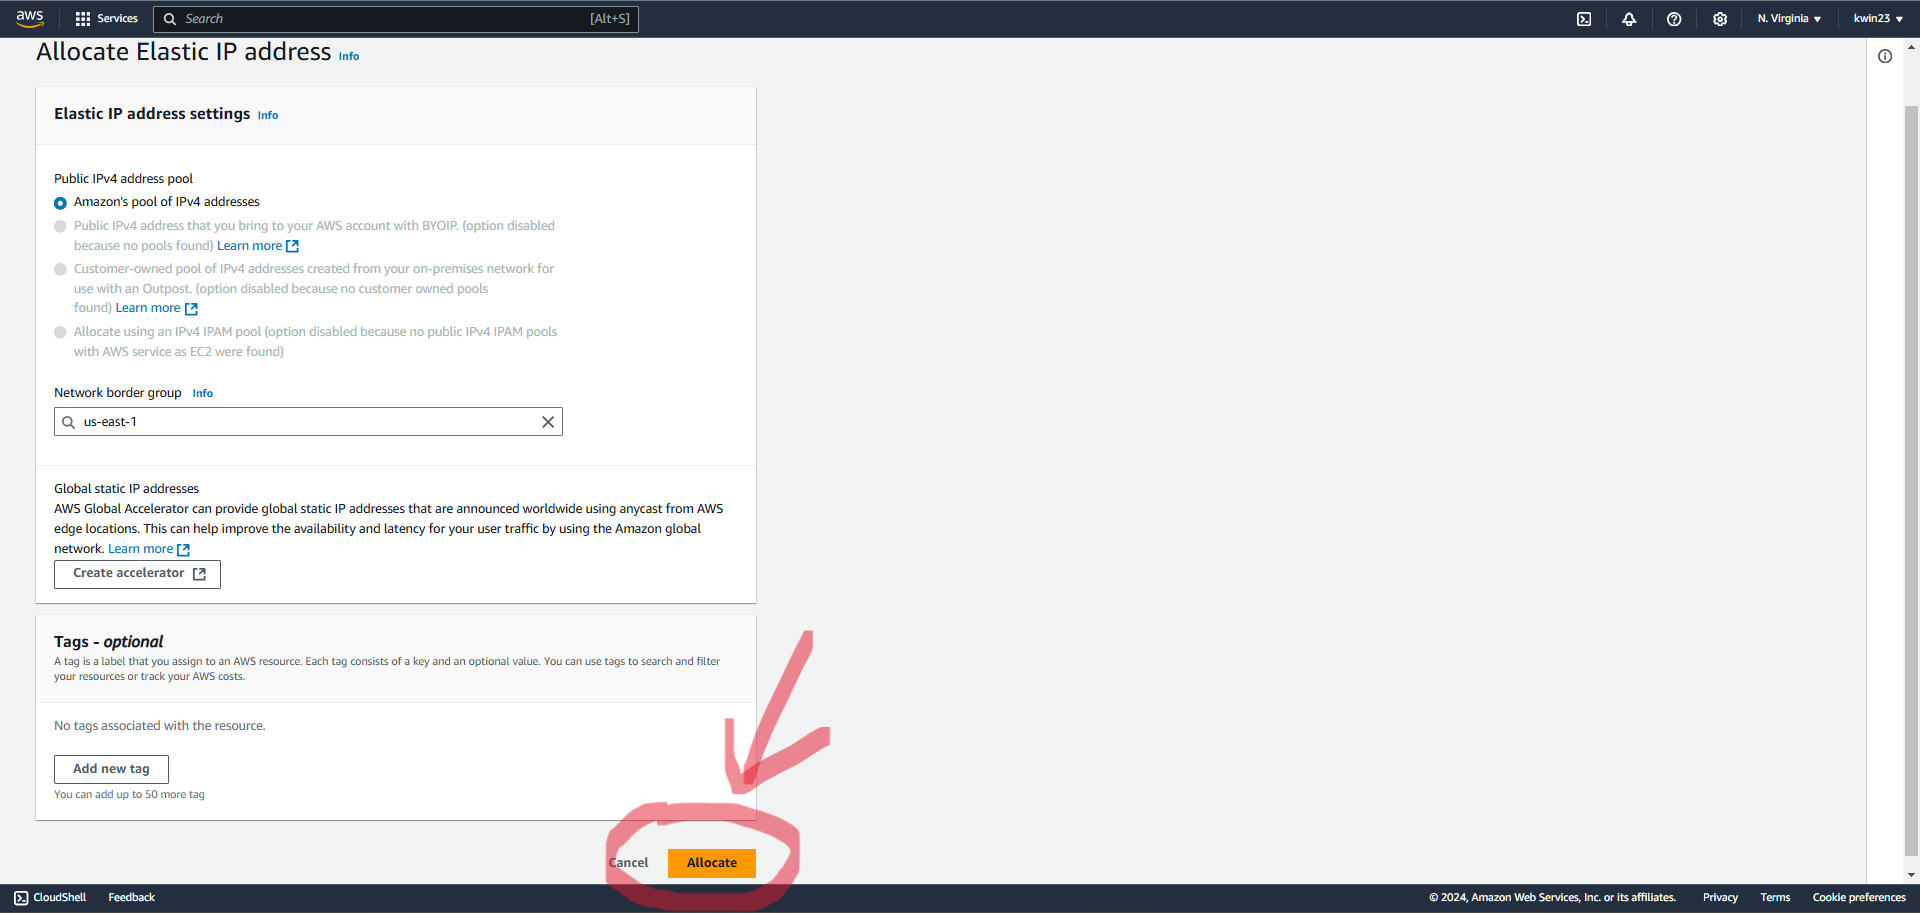 aws
Services
Search
[Alt+S]
N. Virginia
kwin23
Allocate Elastic IP address Info
Elastic IP address settings Info
Public IPv4 address pool
Amazon's pool of IPv4 addresses
Public IPv4 address that you bring to your AWS account with BYOIP. (option disabled
because no pools found) Learn more
Customer-owned pool of IPv4 addresses created from your on-premises network for
use with an Outpost. (option disabled because no customer owned pools
found) Learn more
Allocate using an IPv4 IPAM pool (option disabled because no public IPv4 IPAM pools
with AWS service as EC2 were found)
Network border group Info
us-east-1
Global static IP addresses
AWS Global Accelerator can provide global static IP addresses that are announced worldwide using anycast from AWS
edge locations. This can help improve the availability and latency for your user traffic by using the Amazon global
network. Learn more
Create accelerator
Tags - optional
A tag is a label that you assign to an AWS resource. Each tag consists of a key and an optional value. You can use tags to search and filter
your resources or track your AWS costs.
No tags associated with the resource.
Add new tag
You can add up to 50 more tag
Cancel
Allocate
CloudShell
Feedback
© 2024, Amazon Web Services, Inc. or its affiliates.
Privacy
Terms
Cookie preferences